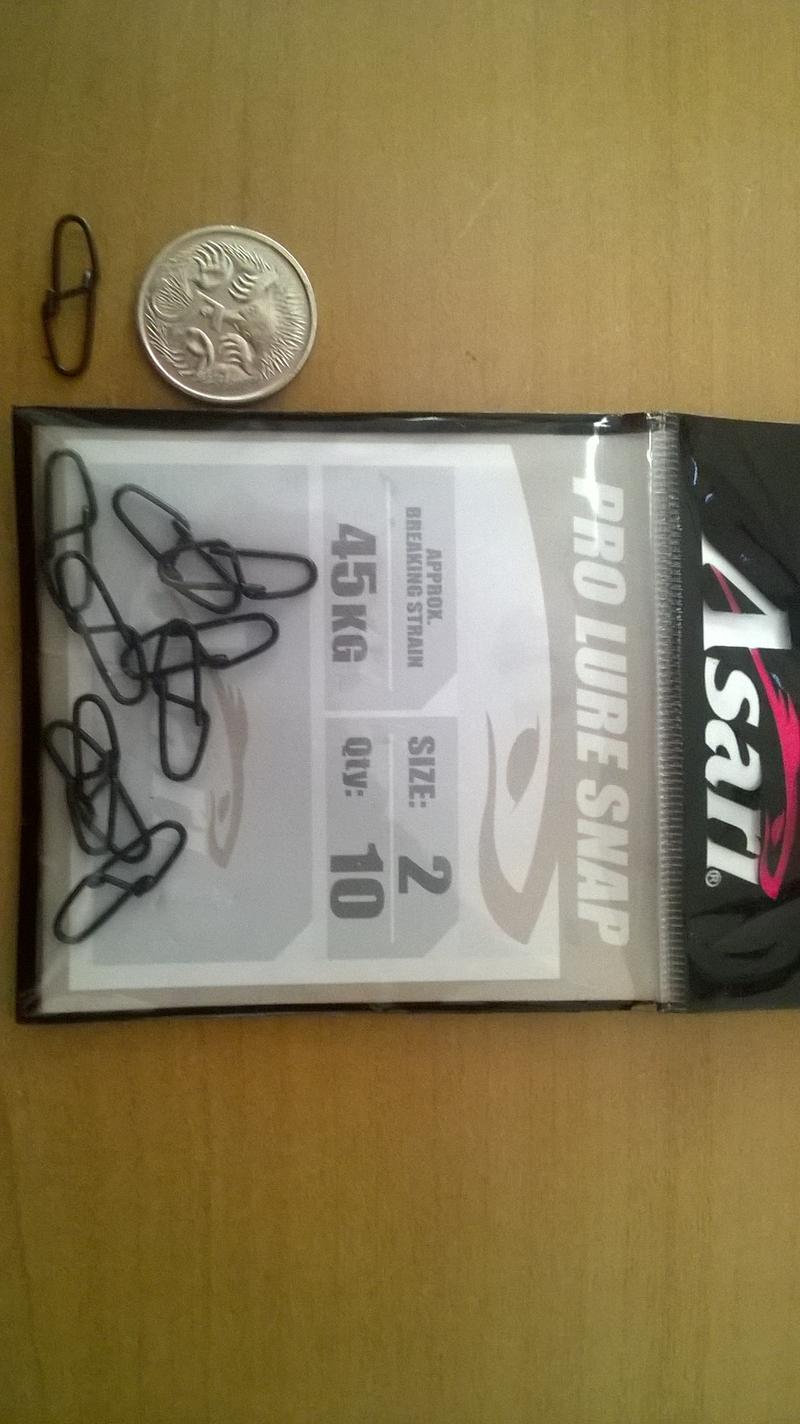 Asari®
PRO LURE SNAP
APPROX.
BREAKING STRAIN
45 KG
SIZE: 2
Qty: 10